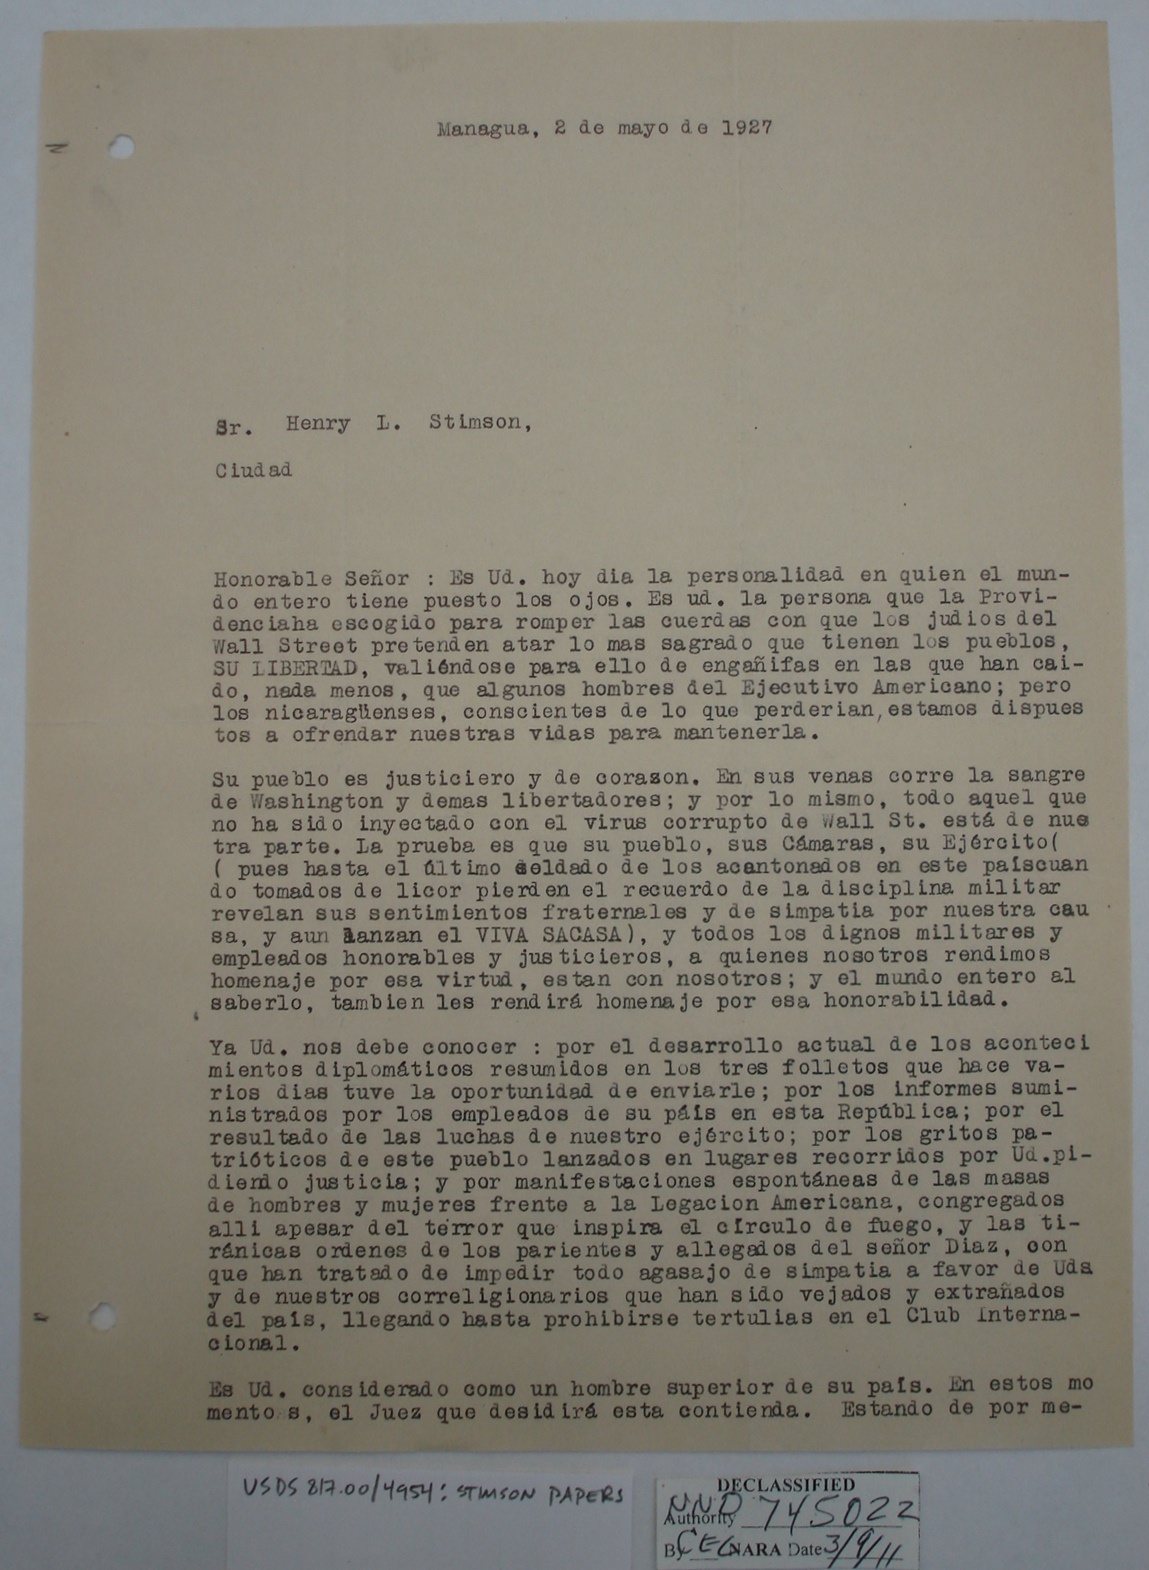 Managua, 2 de mayo de 1927
Sr. Henry L. Stimson,
Ciudad
Honorable Señor : Es Ud. hoy dia la personalidad en quien el mun-
do entero tiene puesto los ojos. Es ud. la persona que la Provi-
denciaha escogido para romper las cuerdas con que los judios del
Wall Street pretenden atar lo mas sagrado que tienen los pueblos,
SU LIBERTAD, valiéndose para ello de engañifas en las que han cai-
do, nada menos, que algunos hombres del Ejecutivo Americano; pero
los nicaragüenses, conscientes de lo que perderian,estamos dispues
tos a ofrendar nuestras vidas para mantenerla.
Su pueblo es justiciero y de corazon. En sus venas corre la sangre
de Washington y demas libertadores; y por lo mismo, todo aquel que
no ha sido inyectado con el virus corrupto de Wall St. está de nues
tra parte. La prueba es que su pueblo, sus Cámaras, su Ejército(
( pues hasta el último soldado de los acantonados en este paíscuan
do tomados de licor pierden el recuerdo de la disciplina militar
revelan sus sentimientos fraternales y de simpatia por nuestra cau
sa, y aun lanzan el VIVA SACASA), y todos los dignos militares y
empleados honorables y justicieros, a quienes nosotros rendimos
homenaje por esa virtud, estan con nosotros; y el mundo entero al
saberlo, tambien les rendirá homenaje por esa honorabilidad.
Ya Ud. nos debe conocer : por el desarrollo actual de los aconteci
mientos diplomáticos resumidos en los tres folletos que hace va-
rios dias tuve la oportunidad de enviarle; por los informes sumi-
nistrados por los empleados de su páis en esta República; por el
resultado de las luchas de nuestro ejército; por los gritos pa-
trióticos de este pueblo lanzados en lugares recorridos por Ud.pi-
diendo justicia; y por manifestaciones espontáneas de las masas
de hombres y mujeres frente a la Legacion Americana, congregados
alli apesar del terror que inspira el círculo de fuego, y las ti-
ránicas ordenes de los parientes y allegados del señor Diaz, con
que han tratado de impedir todo agasajo de simpatia a favor de Uds
y de nuestros correligionarios que han sido vejados y extrañados
del país, llegando hasta prohibirse tertulias en el Club Interna-
cional.
Es Ud. considerado como un hombre superior de su país. En estos mo
mentos, el Juez que desidirá esta contienda. Estando de por me-
USDS 817.00/4954: STIMSON PAPERS
DECLASSIFIED
Authority NND 745022
By CEG NARA Date 3/9/11